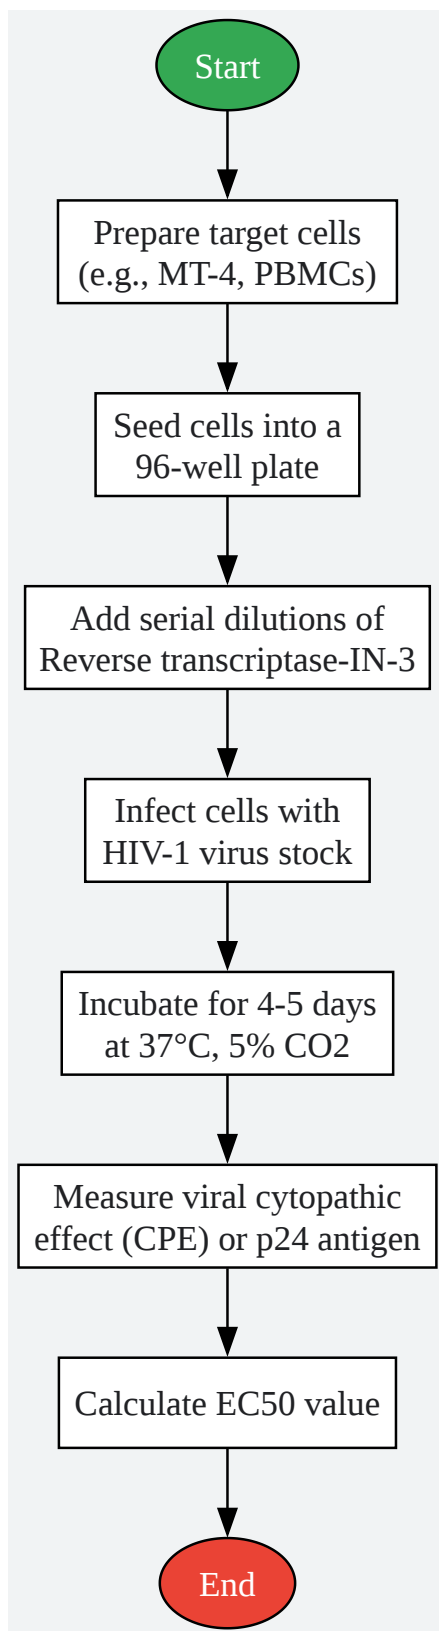 Start
Prepare target cells
(e.g., MT-4, PBMCs)
Seed cells into a
96-well plate
Add serial dilutions of
Reverse transcriptase-IN-3
Infect cells with
HIV-1 virus stock
Incubate for 4-5 days
at 37°C, 5% CO2
Measure viral cytopathic
effect (CPE) or p24 antigen
Calculate EC50 value
End